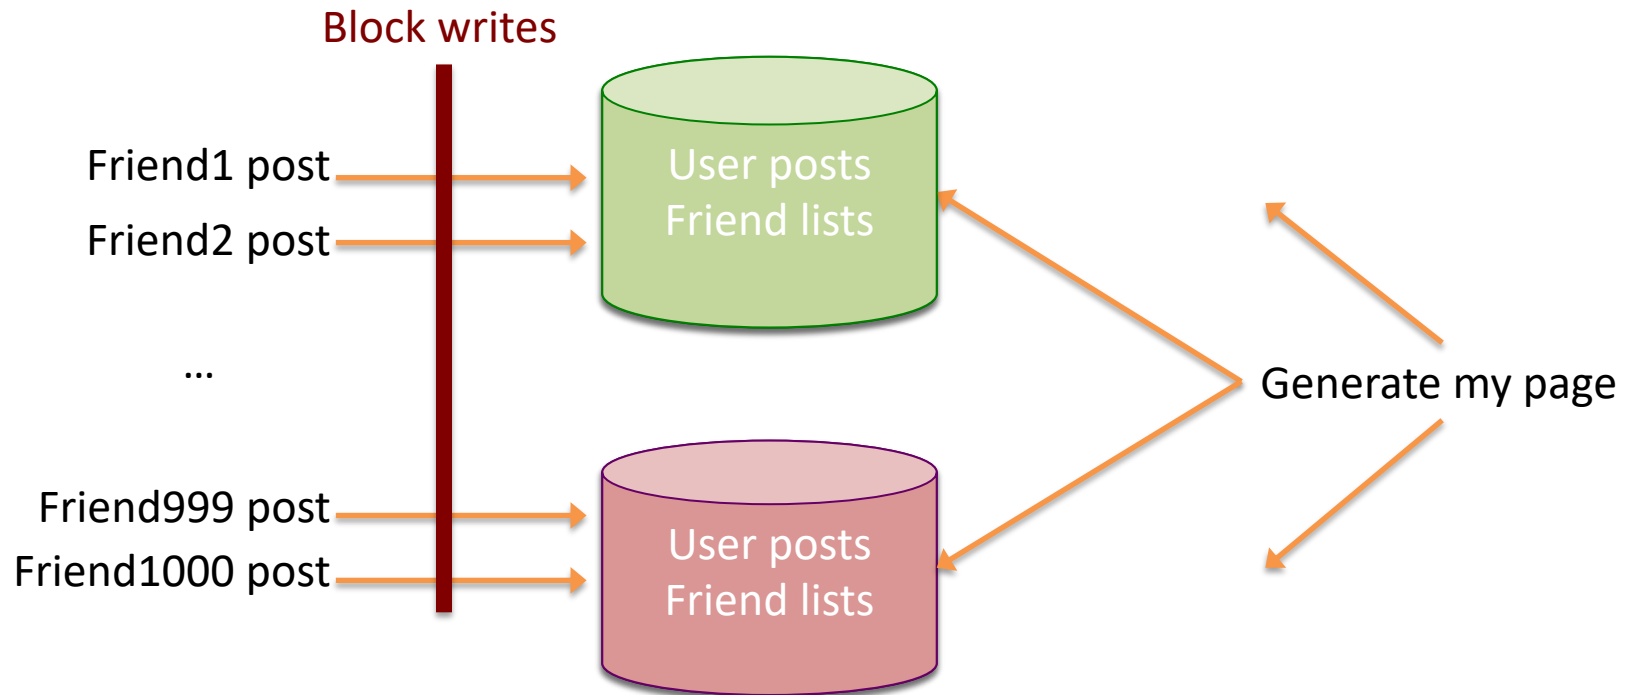 Block writes
Friend1 post
User posts
Friend2 post
Friend lists
...
Generate my page
Friend999 post
User posts
Friend1000 post
Friend lists